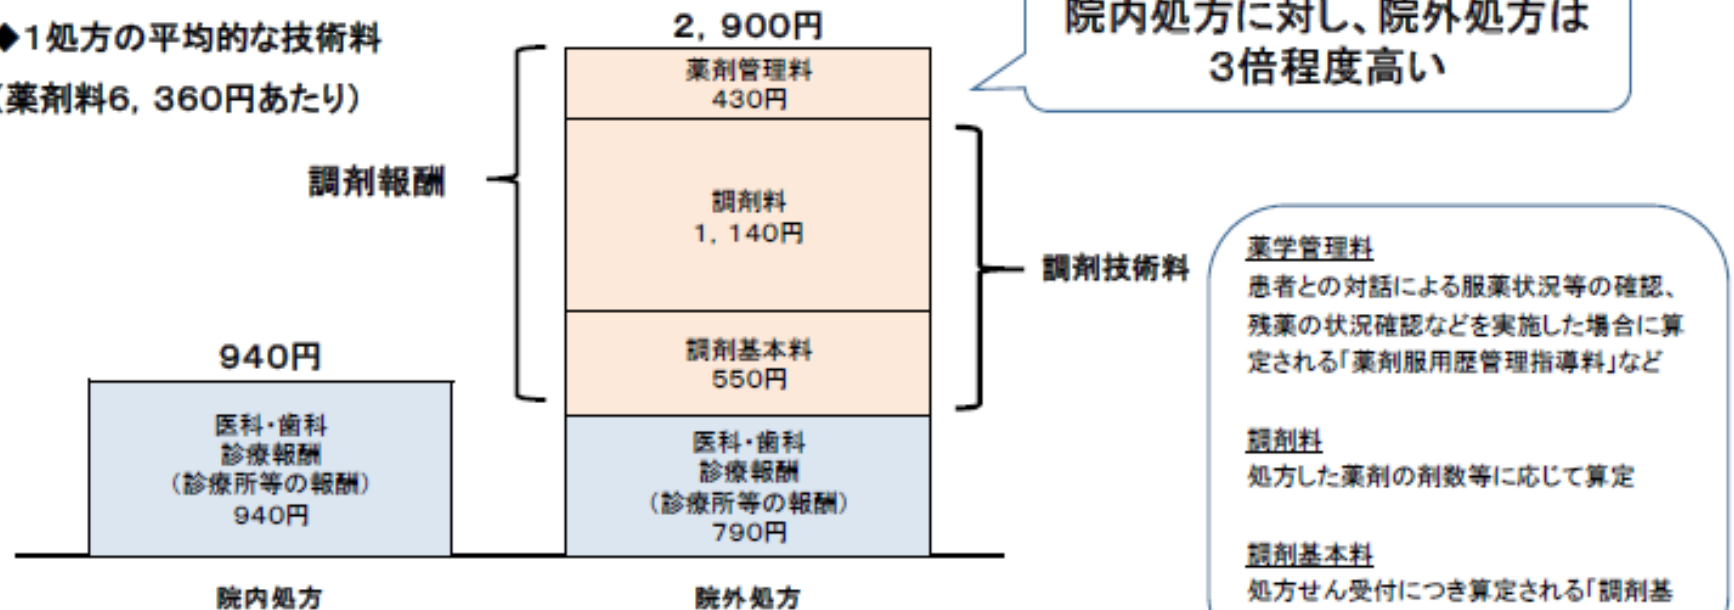 ◆1処方の平均的な技術料
(薬剤料6,360円あたり)
2,900円
院内処方に対し、院外処方は
3倍程度高い
薬剤管理料
430円
調剤報酬
調剤料
1,140円
調剤技術料
調剤基本料
550円
940円
医科・歯科
診療報酬
(診療所等の報酬)
940円
医科・歯科
診療報酬
(診療所等の報酬)
790円
院内処方
院外処方
薬学管理料
患者との対話による服薬状況等の確認、
残薬の状況確認などを実施した場合に算
定される「薬剤服用歴管理指導料」など
調剤料
処方した薬剤の剤数等に応じて算定
調剤基本料
処方せん受付につき算定される「調剤基